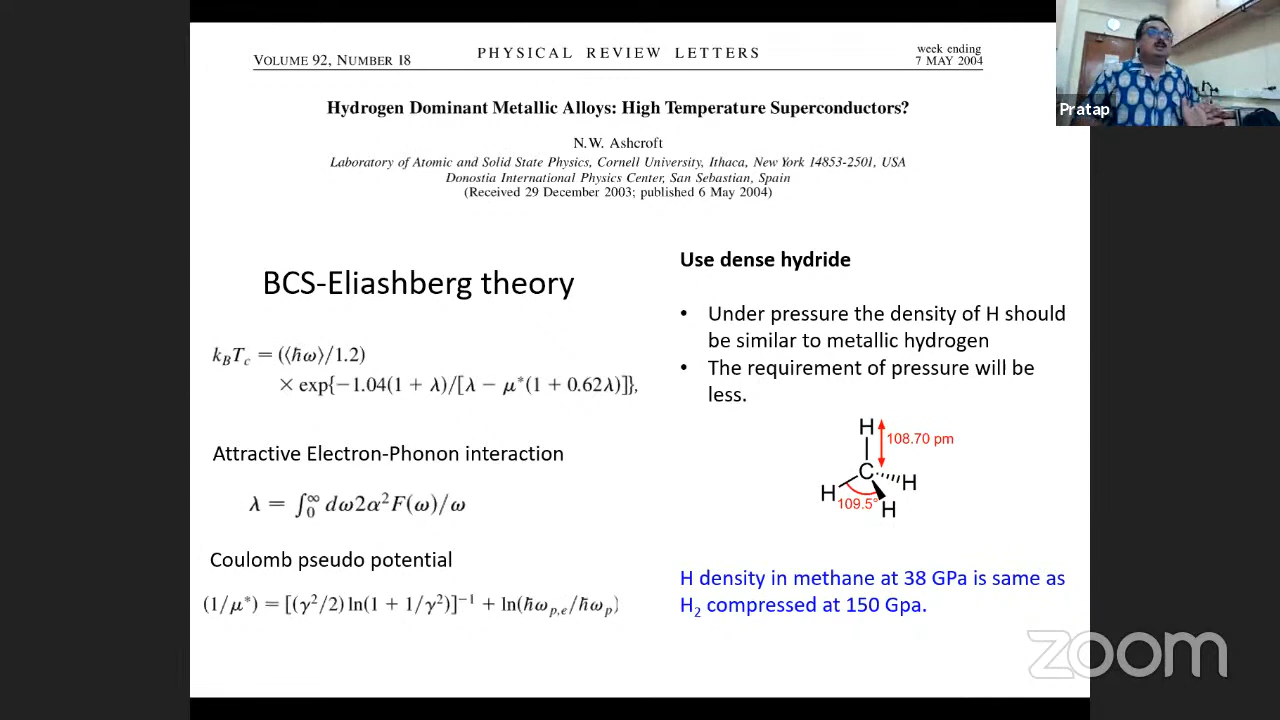 VOLUME 92, NUMBER 18
PHYSICAL REVIEW LETTERS
week ending
7 MAY 2004
Hydrogen Dominant Metallic Alloys: High Temperature Superconductors?
N.W. Ashcroft
Laboratory of Atomic and Solid State Physics, Cornell University, Ithaca, New York 14853-2501, USA
Donostia International Physics Center, San Sebastian, Spain
(Received 29 December 2003; published 6 May 2004)
Pratap
BCS-Eliashberg theory
k_BT_c = (⟨ħω⟩/1.2)
× exp{−1.04(1 + λ)/[λ − μ*(1 + 0.62λ)]},
Attractive Electron-Phonon interaction
λ = ∫₀^∞ dω2α²F(ω)/ω
Coulomb pseudo potential
(1/μ*) = [(γ²/2) ln(1 + 1/γ²)]⁻¹ + ln(ħω_{p,e}/ħω_p)
Use dense hydride
• Under pressure the density of H should
be similar to metallic hydrogen
• The requirement of pressure will be
less.
H
108.70 pm
C
H
H
109.5°
H
H density in methane at 38 GPa is same as
H₂ compressed at 150 Gpa.
zoom